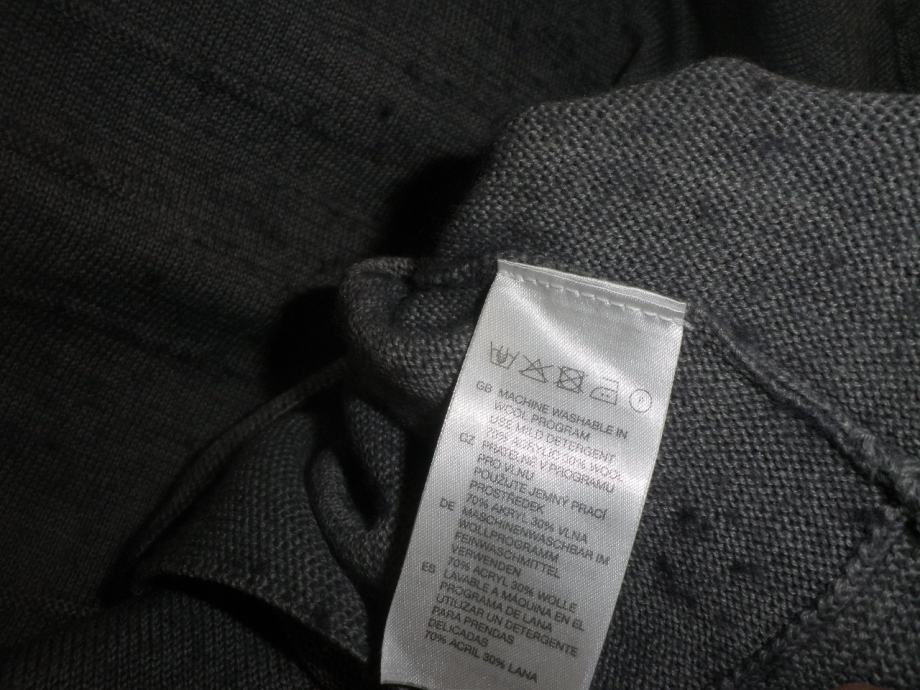 GB MACHINE WASHABLE IN
WOOL PROGRAM
USE MILD DETERGENT
70% ACRYLIC 30% WOOL
CZ PRATELNÉ V PROGRAMU
PRO VLNU
POUŽIJTE JEMNÝ PRACÍ
PROSTŘEDEK
70% AKRYL 30% VLNA
DE MASCHINENWASCHBAR IM
WOLLPROGRAMM
FEINWASCHMITTEL
VERWENDEN
70% ACRYL 30% WOLLE
ES LAVABLE A MÁQUINA EN EL
PROGRAMA DE LANA
UTILIZAR UN DETERGENTE
PARA PRENDAS
DELICADAS
70% ACRIL 30% LANA